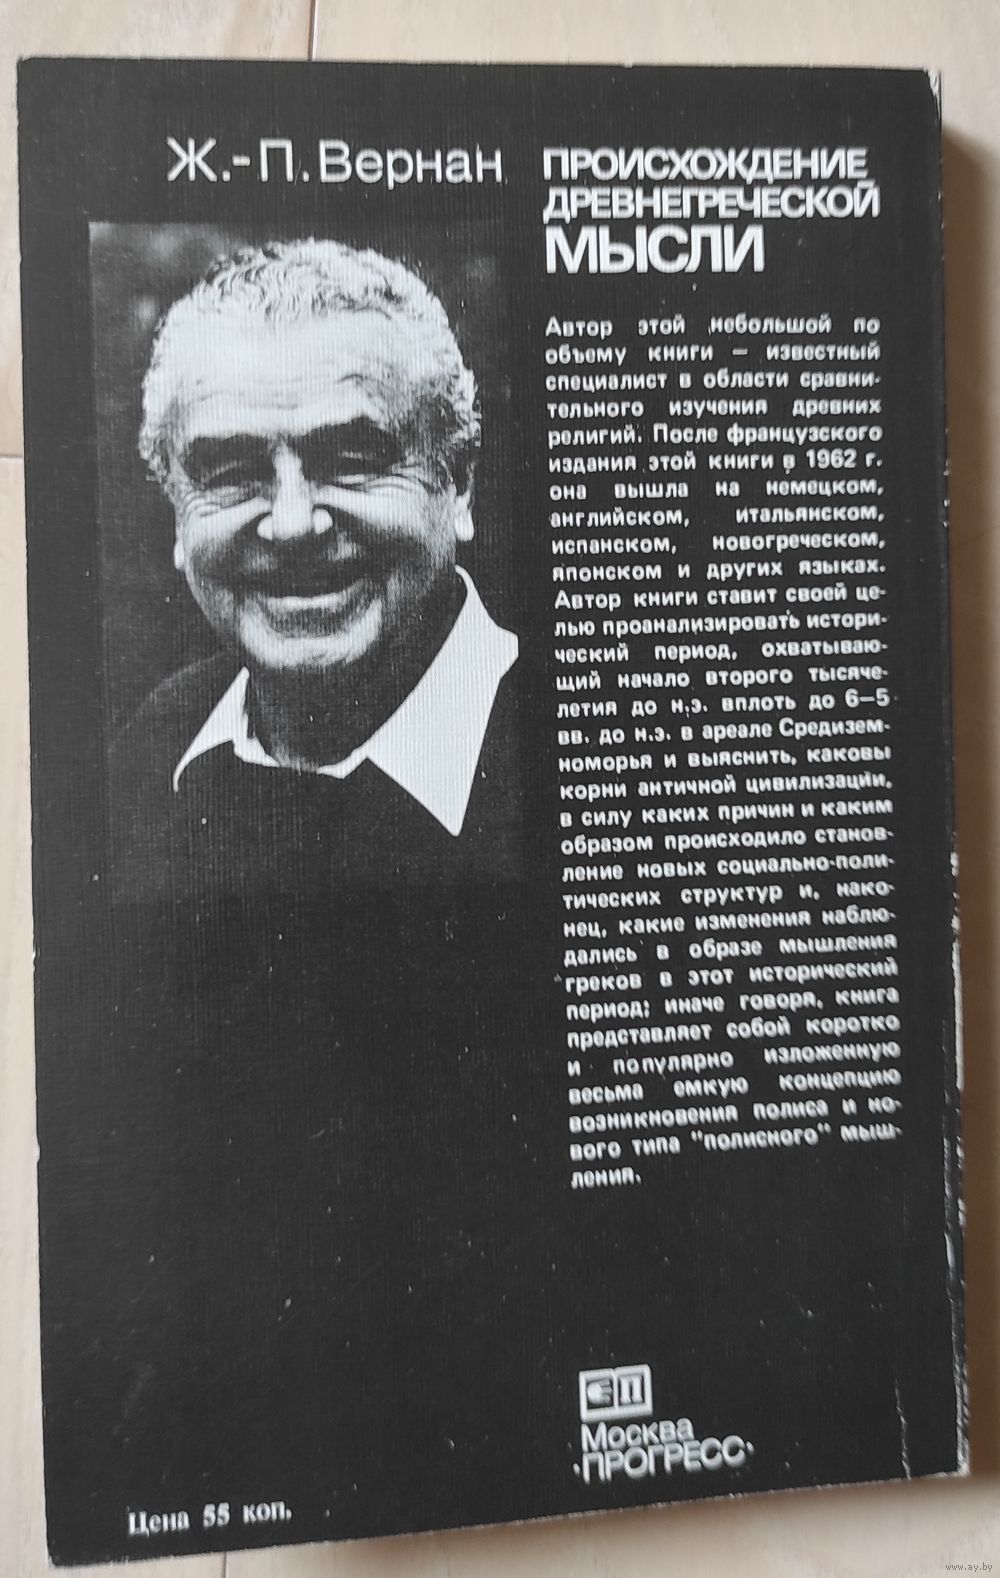 Ж.-П. Вернан
ПРОИСХОЖДЕНИЕ
ДРЕВНЕГРЕЧЕСКОЙ
МЫСЛИ
Автор этой небольшой по
объему книги – известный
специалист в области сравни-
тельного изучения древних
религий. После французского
издания этой книги в 1962 г.
она вышла на немецком,
английском, итальянском,
испанском, новогреческом,
японском и других языках.
Автор книги ставит своей це-
лью проанализировать истори-
ческий период, охватываю-
щий начало второго тысяче-
летия до н.э. вплоть до 6–5
вв. до н.э. в ареале Средизем-
номорья и выяснить, каковы
корни античной цивилизации,
в силу каких причин и каким
образом происходило станов-
ление новых социально-поли-
тических структур и, нако-
нец, какие изменения наблю-
дались в образе мышления
греков в этот исторический
период; иначе говоря, книга
представляет собой коротко
и популярно изложенную
весьма емкую концепцию
возникновения полиса и но-
вого типа "полисного" мыш-
ления.
П
Москва
·ПРОГРЕСС·
Цена 55 коп.
www.ay.by